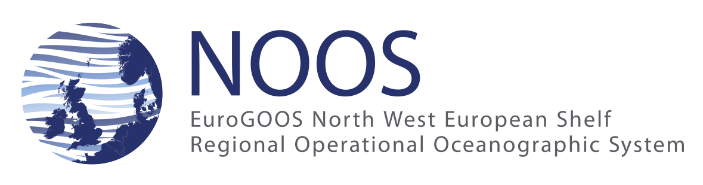 NOOS
EuroGOOS North West European Shelf
Regional Operational Oceanographic System